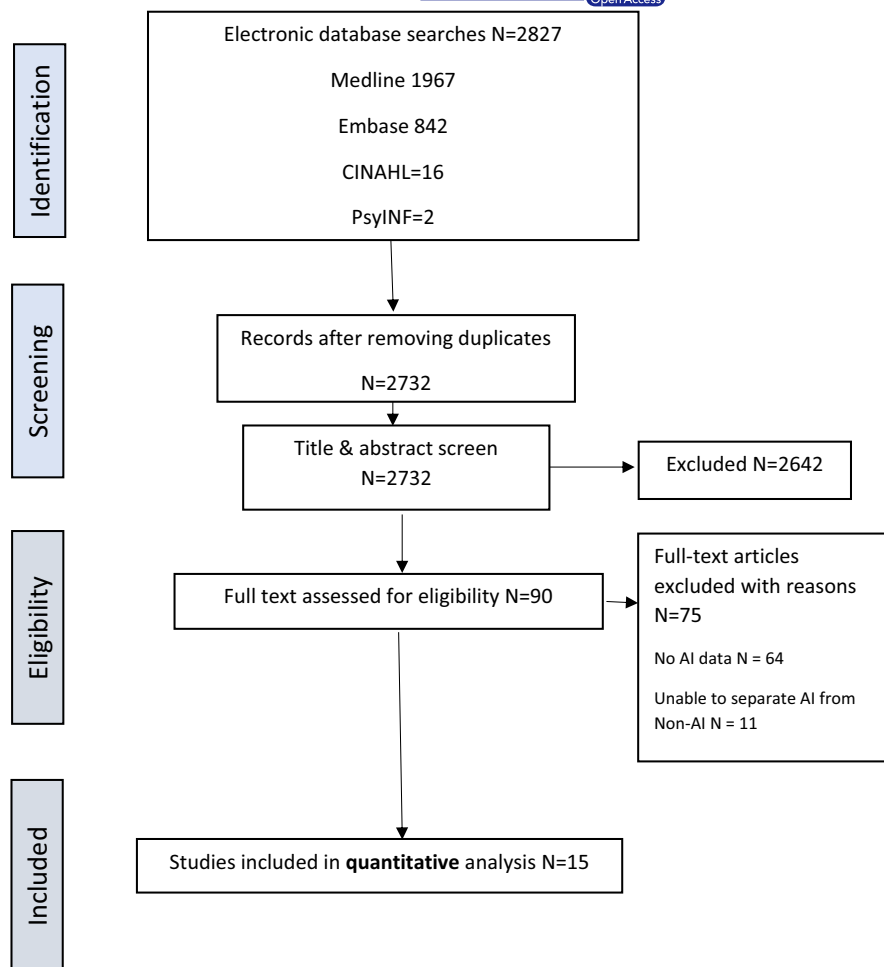 Open Access
Identification
Electronic database searches N=2827
Medline 1967
Embase 842
CINAHL=16
PsyINF=2
Screening
Records after removing duplicates
N=2732
Title & abstract screen
N=2732
Excluded N=2642
Eligibility
Full text assessed for eligibility N=90
Full-text articles
excluded with reasons
N=75
No AI data N = 64
Unable to separate AI from
Non-AI N = 11
Included
Studies included in quantitative analysis N=15